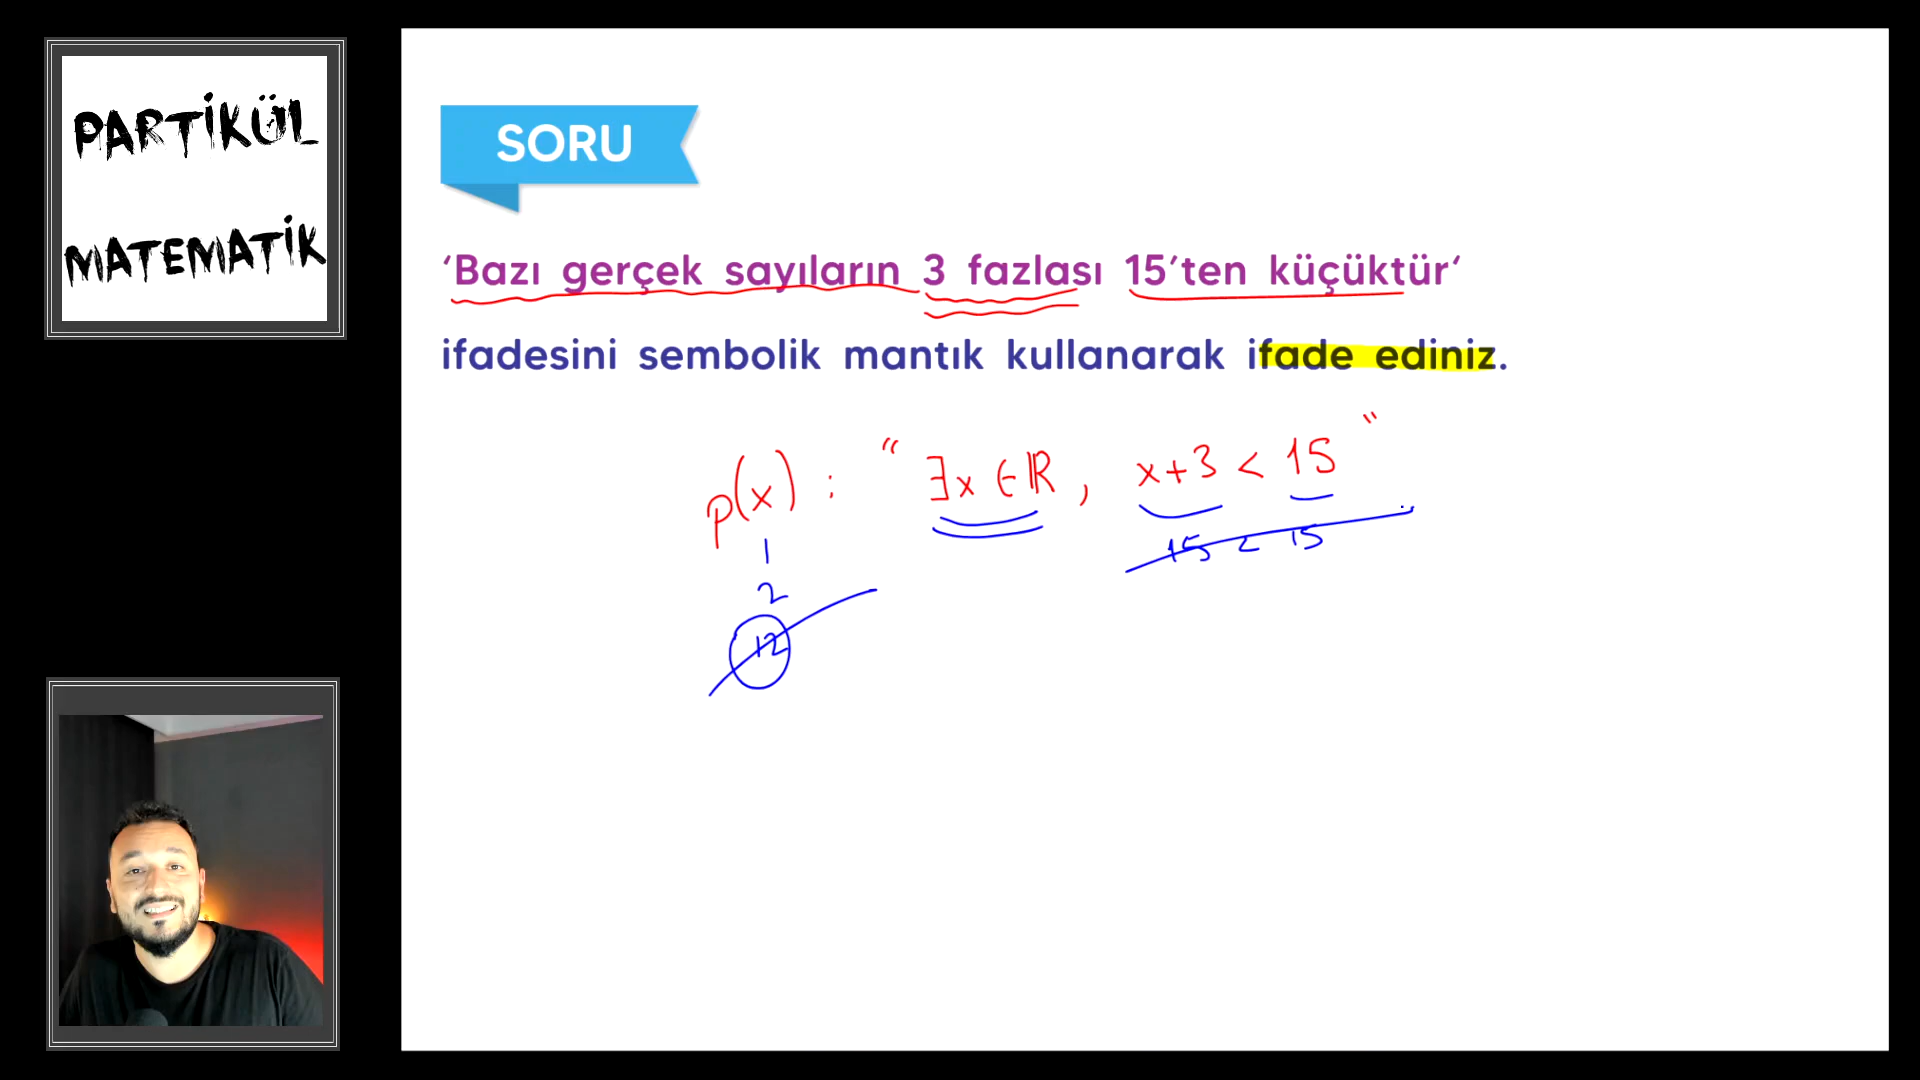 PARTİKÜL
MATEMATİK
SORU
‘Bazı gerçek sayıların 3 fazlası 15’ten küçüktür‘
ifadesini sembolik mantık kullanarak ifade ediniz.
p(x) : “ ∃x ∈ ℝ , x+3 < 15 ”
1
15 < 15
2
12